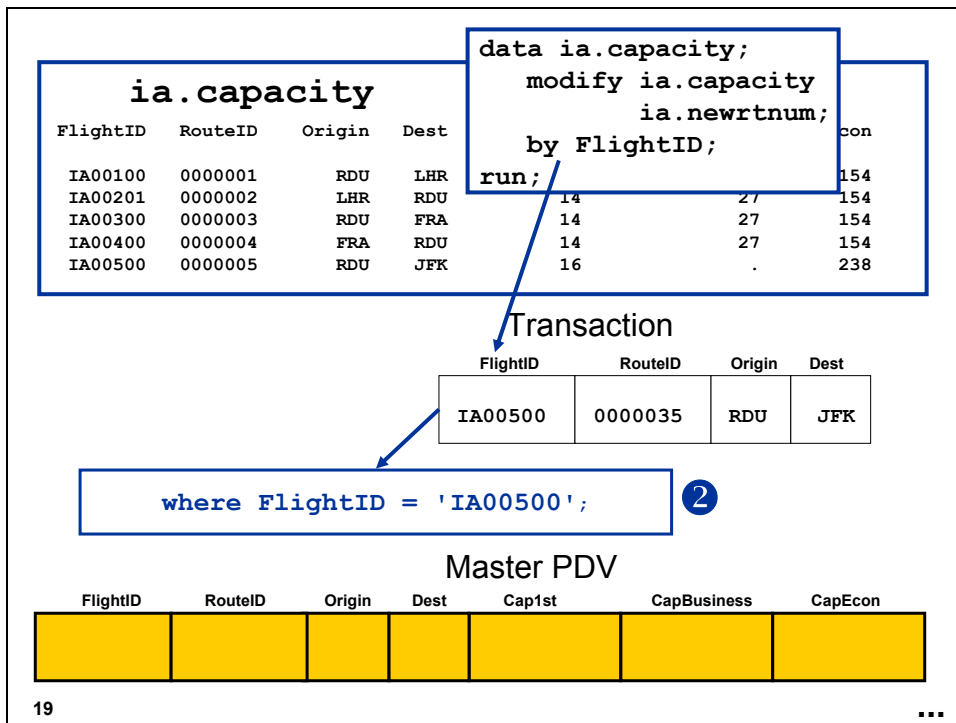 data ia.capacity;
modify ia.capacity
ia.newrtnum;
by FlightID;
run;
ia.capacity
FlightID RouteID Origin Dest con
IA00100 0000001 RDU LHR 154
IA00201 0000002 LHR RDU 14 27 154
IA00300 0000003 RDU FRA 14 27 154
IA00400 0000004 FRA RDU 14 27 154
IA00500 0000005 RDU JFK 16 . 238
Transaction
FlightID RouteID Origin Dest
IA00500 0000035 RDU JFK
where FlightID = 'IA00500';
2
Master PDV
FlightID RouteID Origin Dest Cap1st CapBusiness CapEcon
19 ...